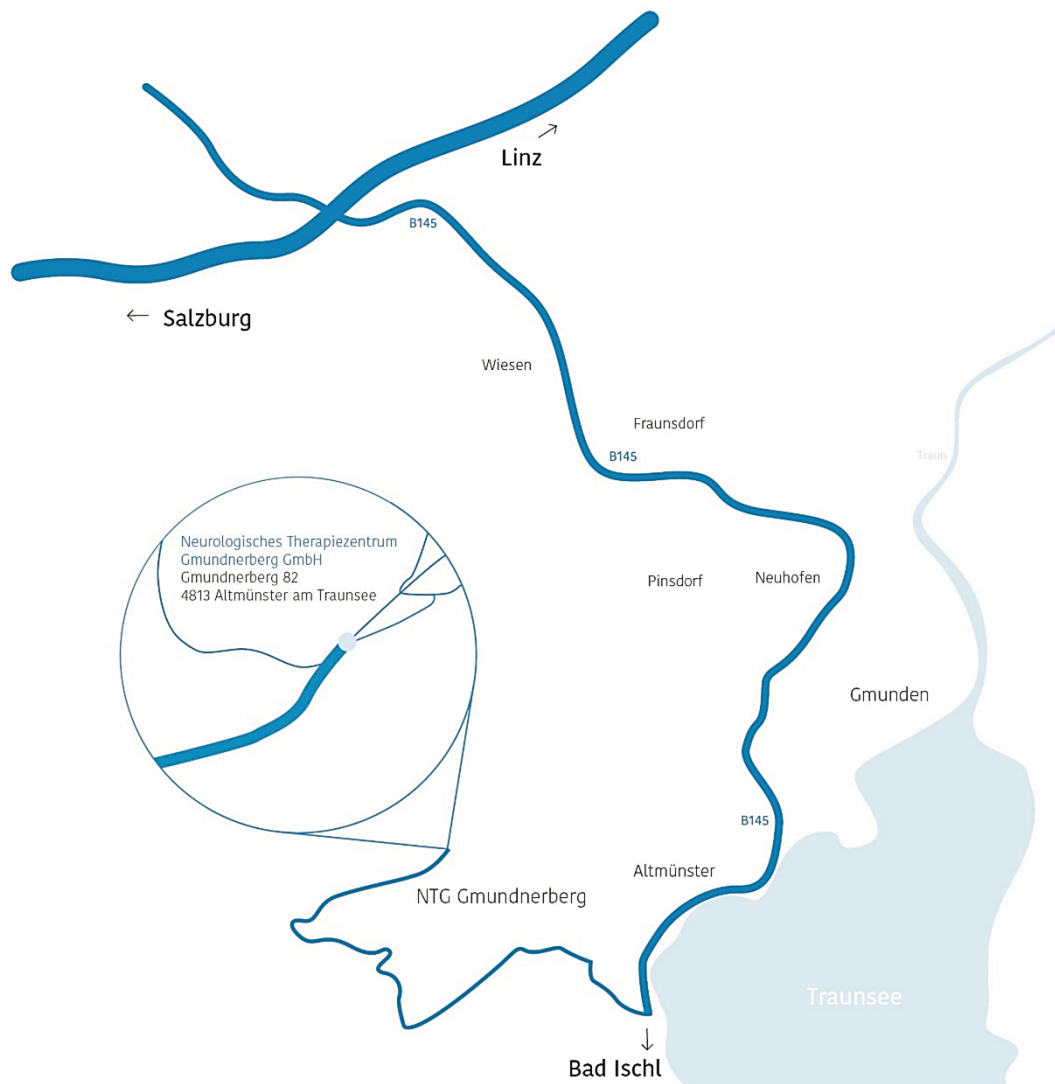 Linz
B145
Salzburg
Wiesen
Fraunsdorf
B145
Traun
Neurologisches Therapiezentrum
Gmundnerberg GmbH
Gmundnerberg 82
4813 Altmünster am Traunsee
Pinsdorf
Neuhofen
Gmunden
B145
Altmünster
NTG Gmundnerberg
Traunsee
Bad Ischl